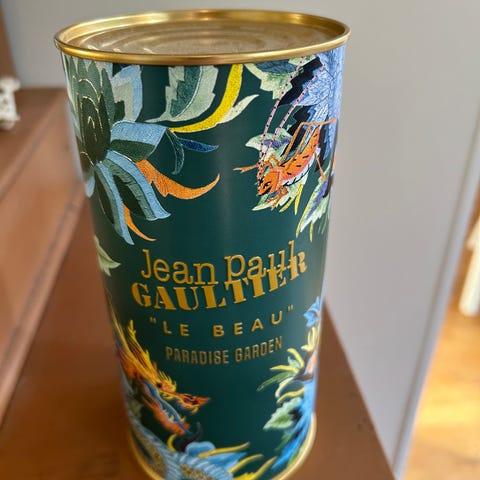 Jean Paul
GAULTIER
"LE BEAU"
PARADISE GARDEN